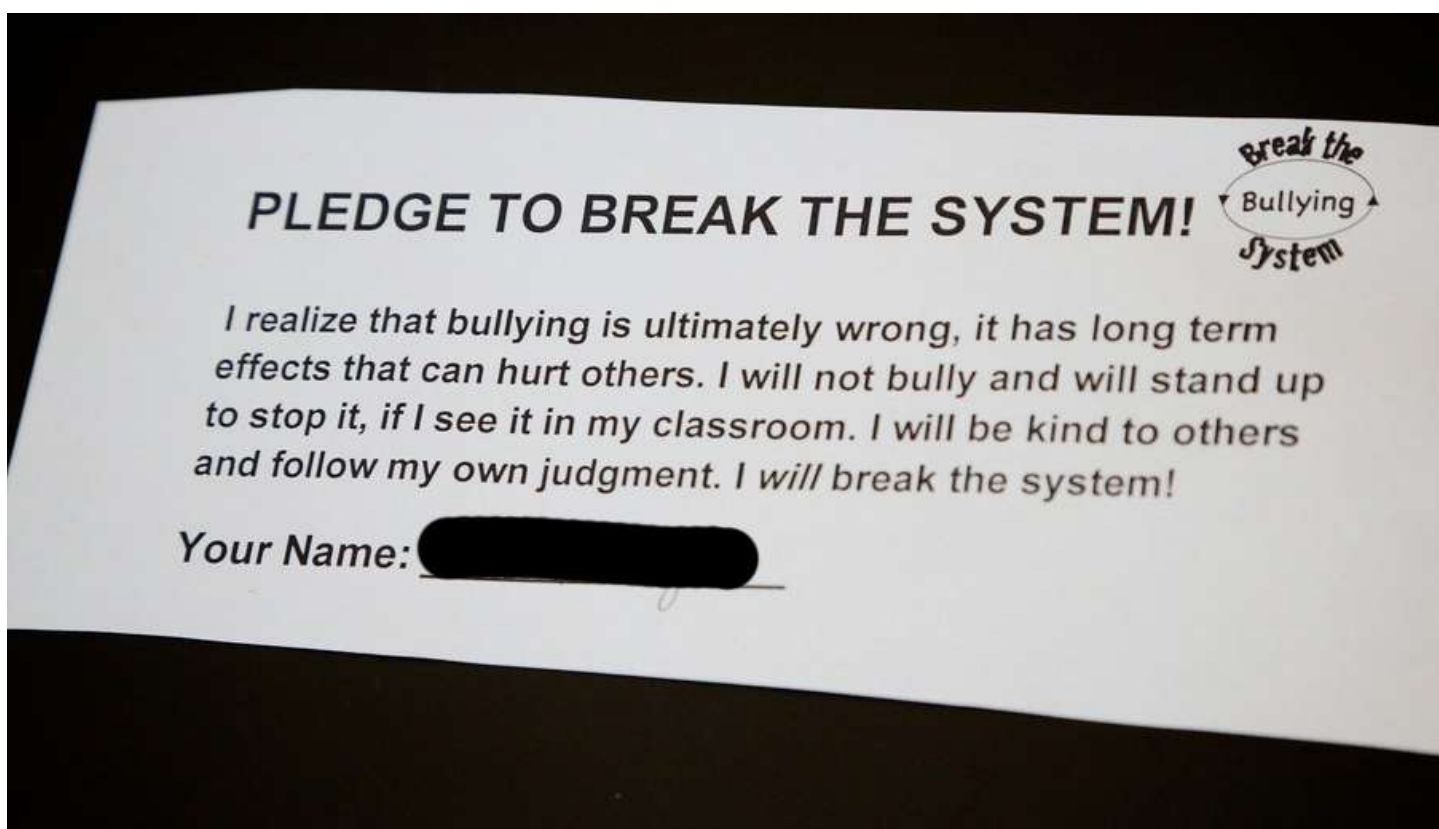 PLEDGE TO BREAK THE SYSTEM!
Break the
Bullying
System
I realize that bullying is ultimately wrong, it has long term
effects that can hurt others. I will not bully and will stand up
to stop it, if I see it in my classroom. I will be kind to others
and follow my own judgment. I will break the system!
Your Name: